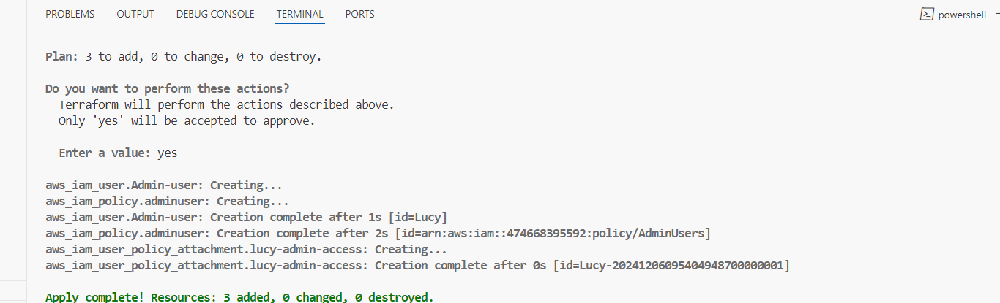 PROBLEMS OUTPUT DEBUG CONSOLE TERMINAL PORTS powershell
Plan: 3 to add, 0 to change, 0 to destroy.
Do you want to perform these actions?
Terraform will perform the actions described above.
Only 'yes' will be accepted to approve.
Enter a value: yes
aws_iam_user.Admin-user: Creating...
aws_iam_policy.adminuser: Creating...
aws_iam_user.Admin-user: Creation complete after 1s [id=Lucy]
aws_iam_policy.adminuser: Creation complete after 2s [id=arn:aws:iam::474668395592:policy/AdminUsers]
aws_iam_user_policy_attachment.lucy-admin-access: Creating...
aws_iam_user_policy_attachment.lucy-admin-access: Creation complete after 0s [id=Lucy-20241206095404948700000001]
Apply complete! Resources: 3 added, 0 changed, 0 destroyed.